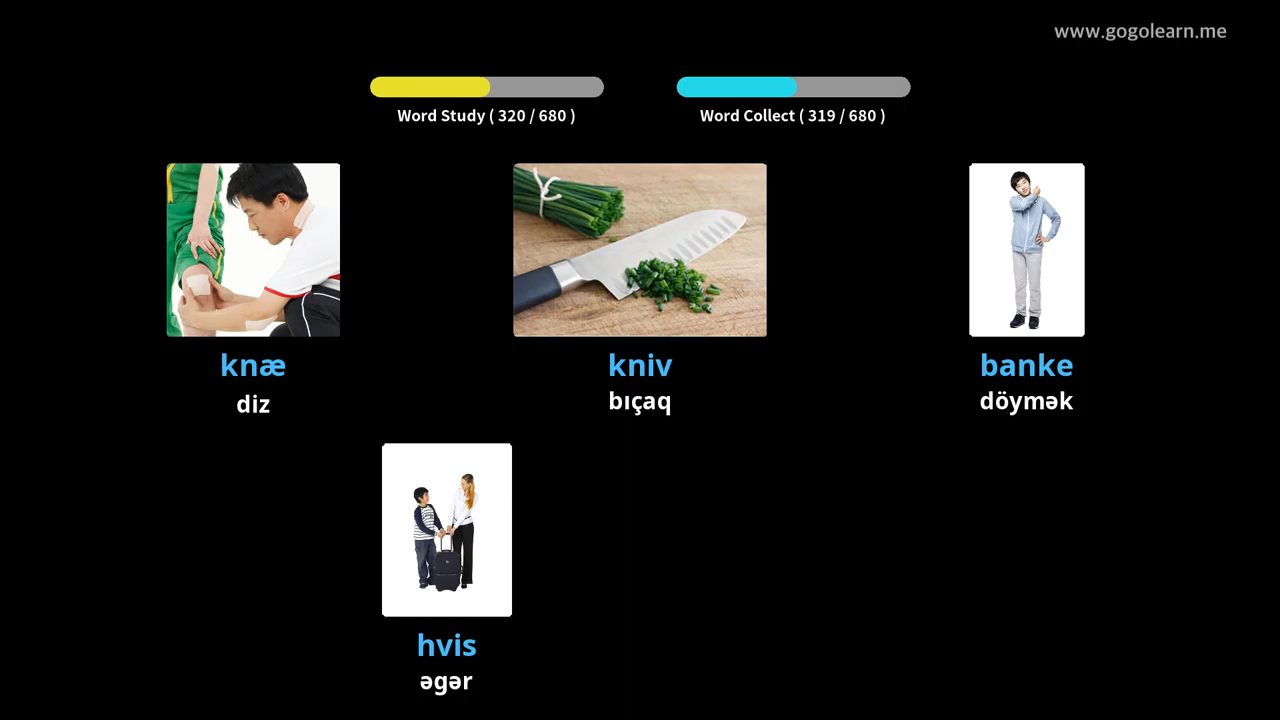 www.gogolearn.me
Word Study ( 320 / 680 )
Word Collect ( 319 / 680 )
knæ
diz
kniv
bıçaq
banke
döymək
hvis
əgər